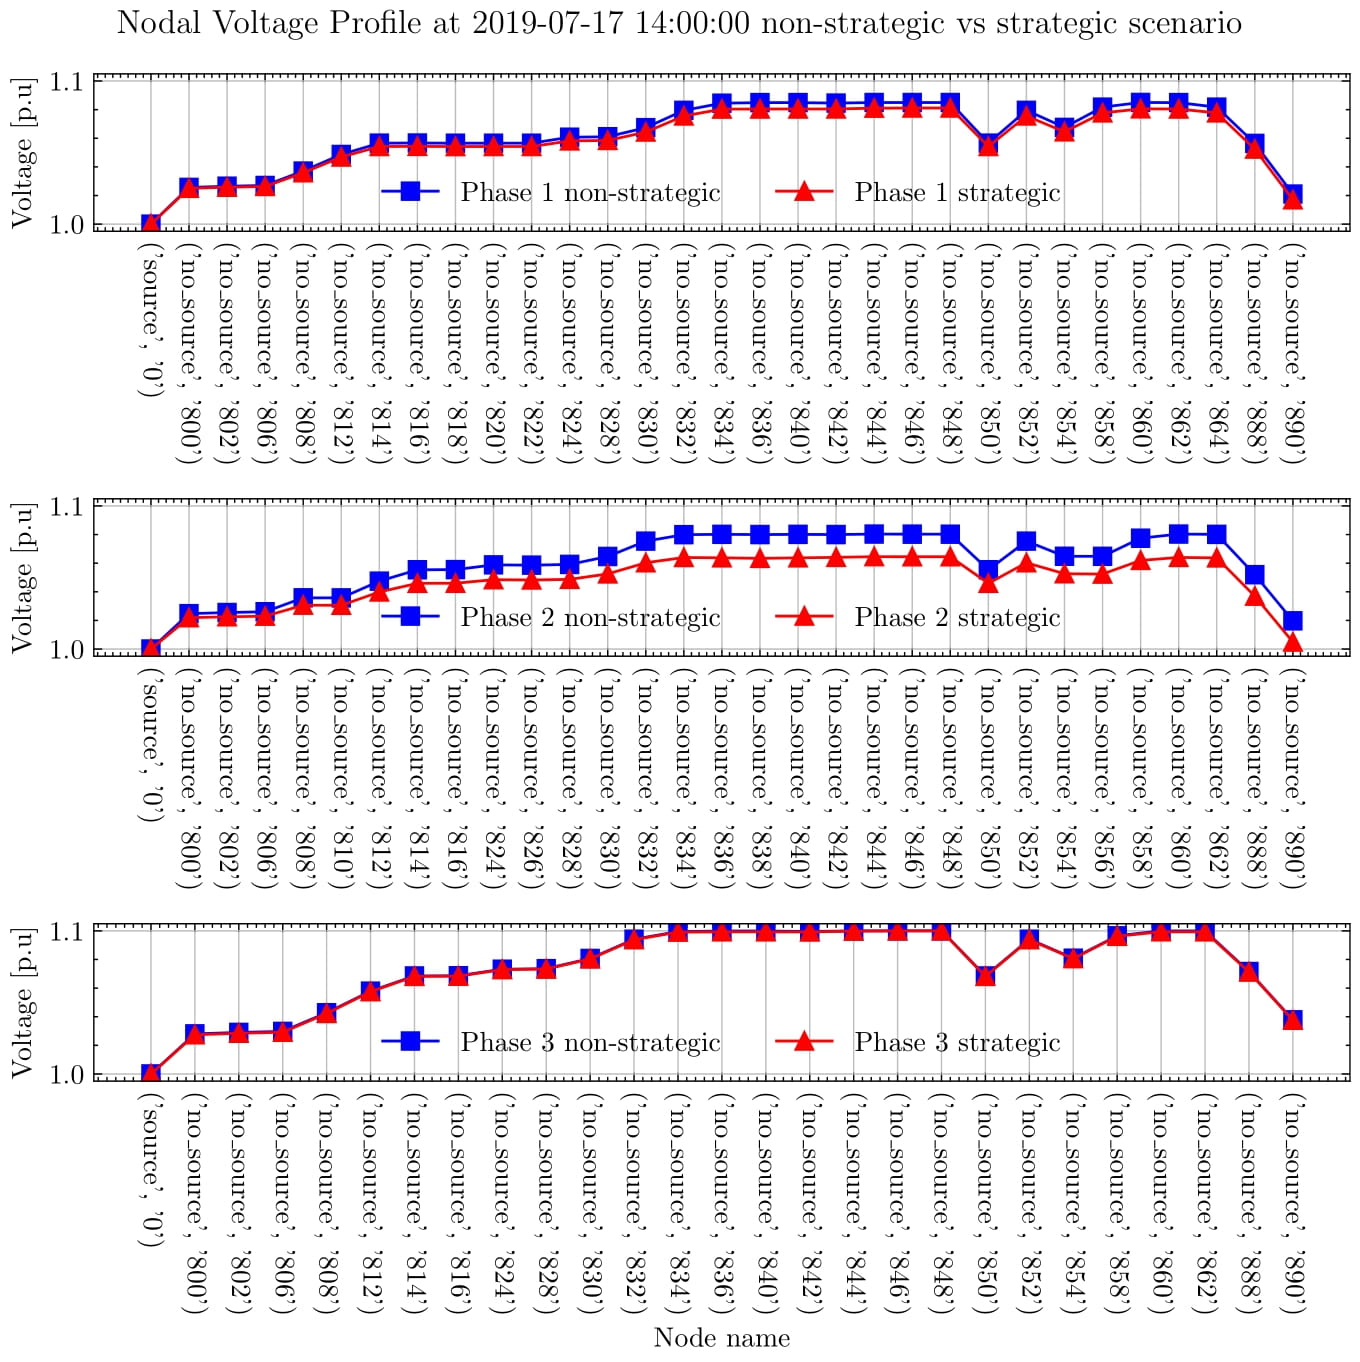 Nodal Voltage Profile at 2019-07-17 14:00:00 non-strategic vs strategic scenario
Voltage [p.u]
1.1
1.0
Phase 1 non-strategic
Phase 1 strategic
('source', '0')
('no_source', '800')
('no_source', '802')
('no_source', '806')
('no_source', '808')
('no_source', '812')
('no_source', '814')
('no_source', '816')
('no_source', '818')
('no_source', '820')
('no_source', '822')
('no_source', '824')
('no_source', '828')
('no_source', '830')
('no_source', '832')
('no_source', '834')
('no_source', '836')
('no_source', '840')
('no_source', '842')
('no_source', '844')
('no_source', '846')
('no_source', '848')
('no_source', '850')
('no_source', '852')
('no_source', '854')
('no_source', '858')
('no_source', '860')
('no_source', '862')
('no_source', '864')
('no_source', '888')
('no_source', '890')
Voltage [p.u]
1.1
1.0
Phase 2 non-strategic
Phase 2 strategic
('source', '0')
('no_source', '800')
('no_source', '802')
('no_source', '806')
('no_source', '808')
('no_source', '810')
('no_source', '812')
('no_source', '814')
('no_source', '816')
('no_source', '824')
('no_source', '826')
('no_source', '828')
('no_source', '830')
('no_source', '832')
('no_source', '834')
('no_source', '836')
('no_source', '838')
('no_source', '840')
('no_source', '842')
('no_source', '844')
('no_source', '846')
('no_source', '848')
('no_source', '850')
('no_source', '852')
('no_source', '854')
('no_source', '856')
('no_source', '858')
('no_source', '860')
('no_source', '862')
('no_source', '888')
('no_source', '890')
Voltage [p.u]
1.1
1.0
Phase 3 non-strategic
Phase 3 strategic
('source', '0')
('no_source', '800')
('no_source', '802')
('no_source', '806')
('no_source', '808')
('no_source', '812')
('no_source', '814')
('no_source', '816')
('no_source', '824')
('no_source', '828')
('no_source', '830')
('no_source', '832')
('no_source', '834')
('no_source', '836')
('no_source', '840')
('no_source', '842')
('no_source', '844')
('no_source', '846')
('no_source', '848')
('no_source', '850')
('no_source', '852')
('no_source', '854')
('no_source', '858')
('no_source', '860')
('no_source', '862')
('no_source', '888')
('no_source', '890')
Node name